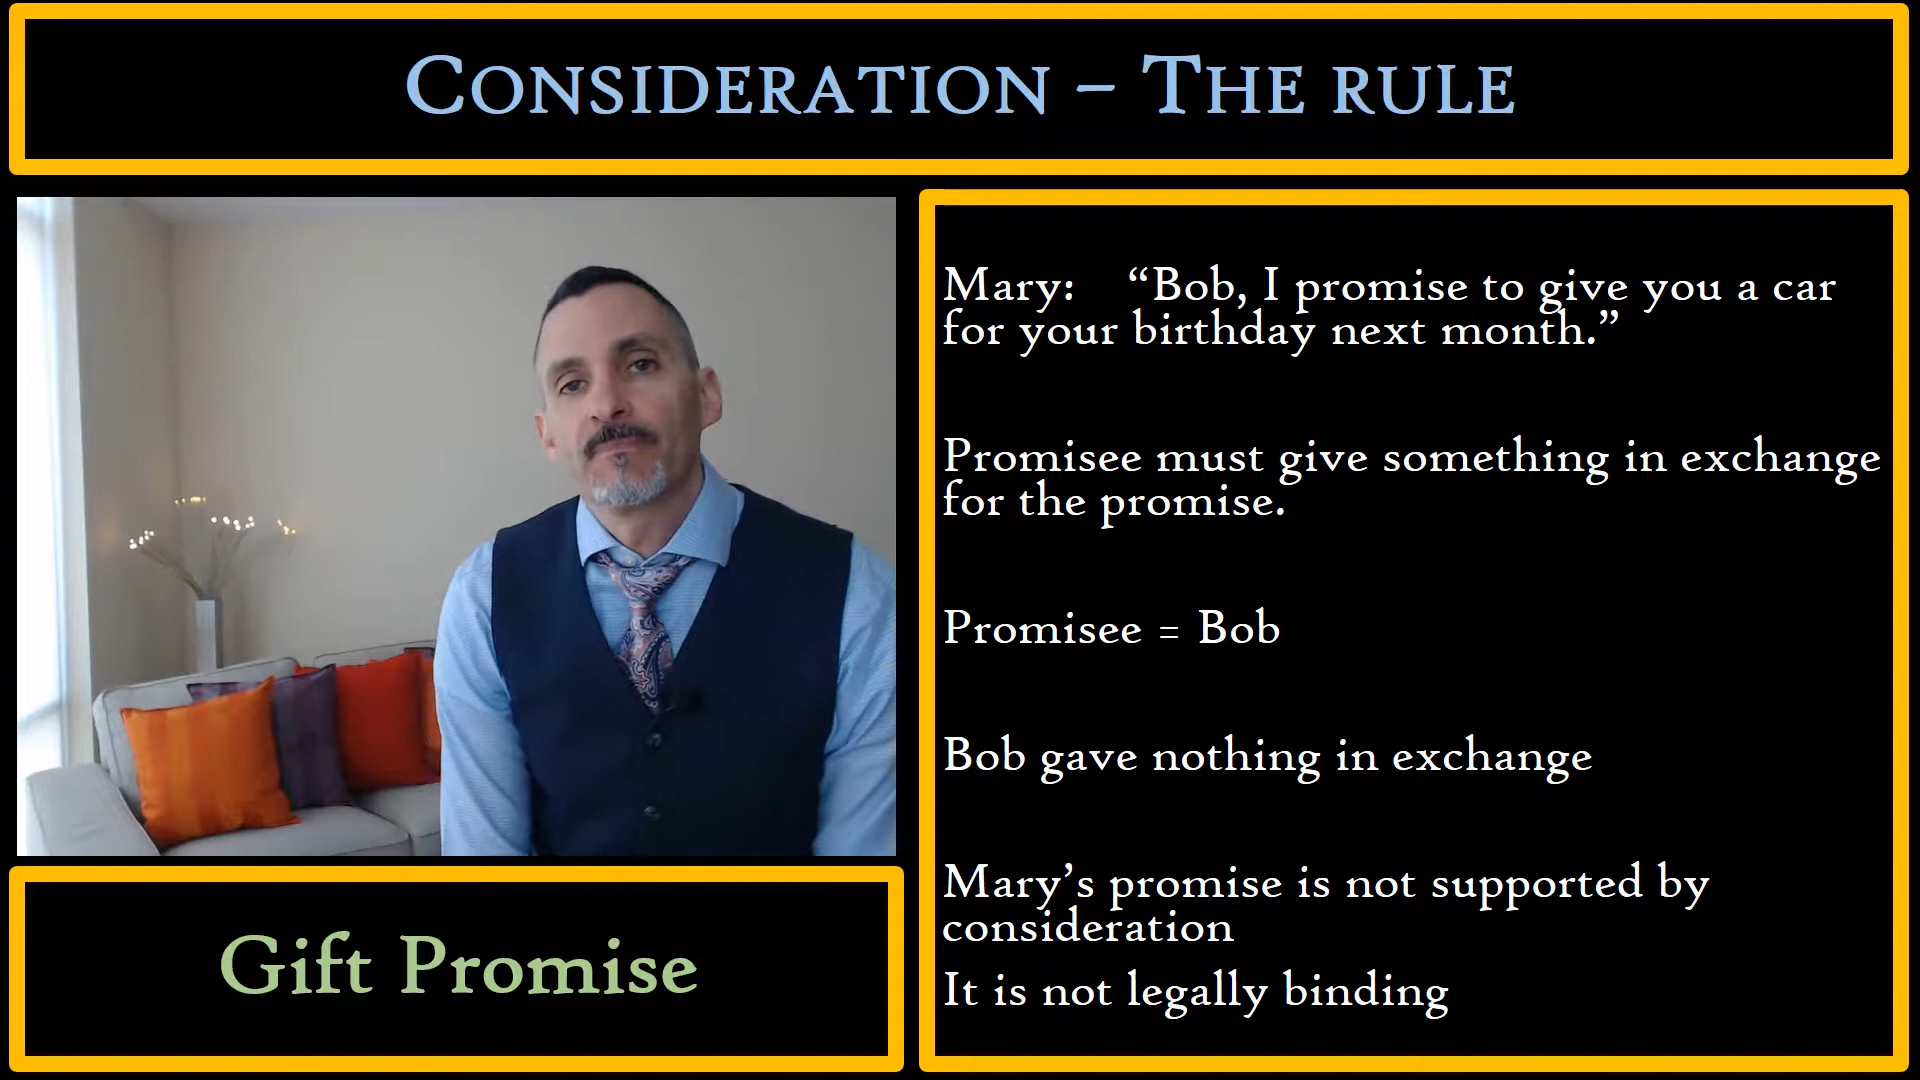 CONSIDERATION – THE RULE
Mary: “Bob, I promise to give you a car
for your birthday next month.”
Promisee must give something in exchange
for the promise.
Promisee = Bob
Bob gave nothing in exchange
Mary’s promise is not supported by
consideration
It is not legally binding
Gift Promise